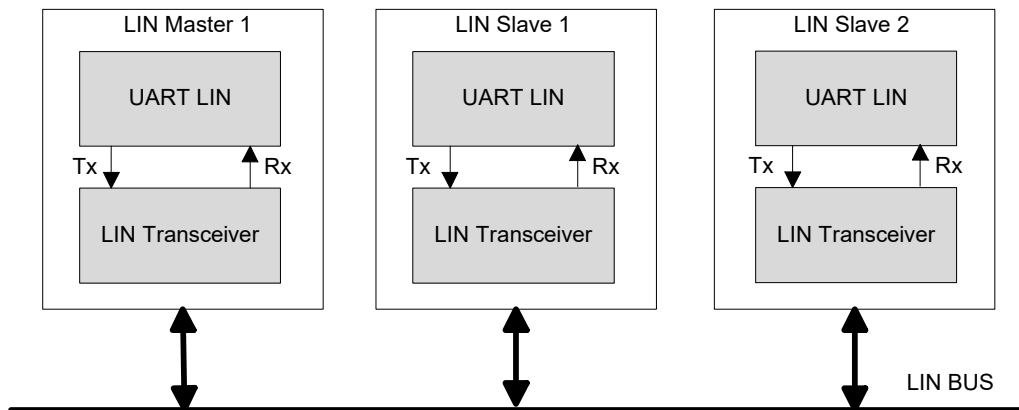 LIN Master 1
UART LIN
Tx
Rx
LIN Transceiver
LIN Slave 1
UART LIN
Tx
Rx
LIN Transceiver
LIN Slave 2
UART LIN
Tx
Rx
LIN Transceiver
LIN BUS